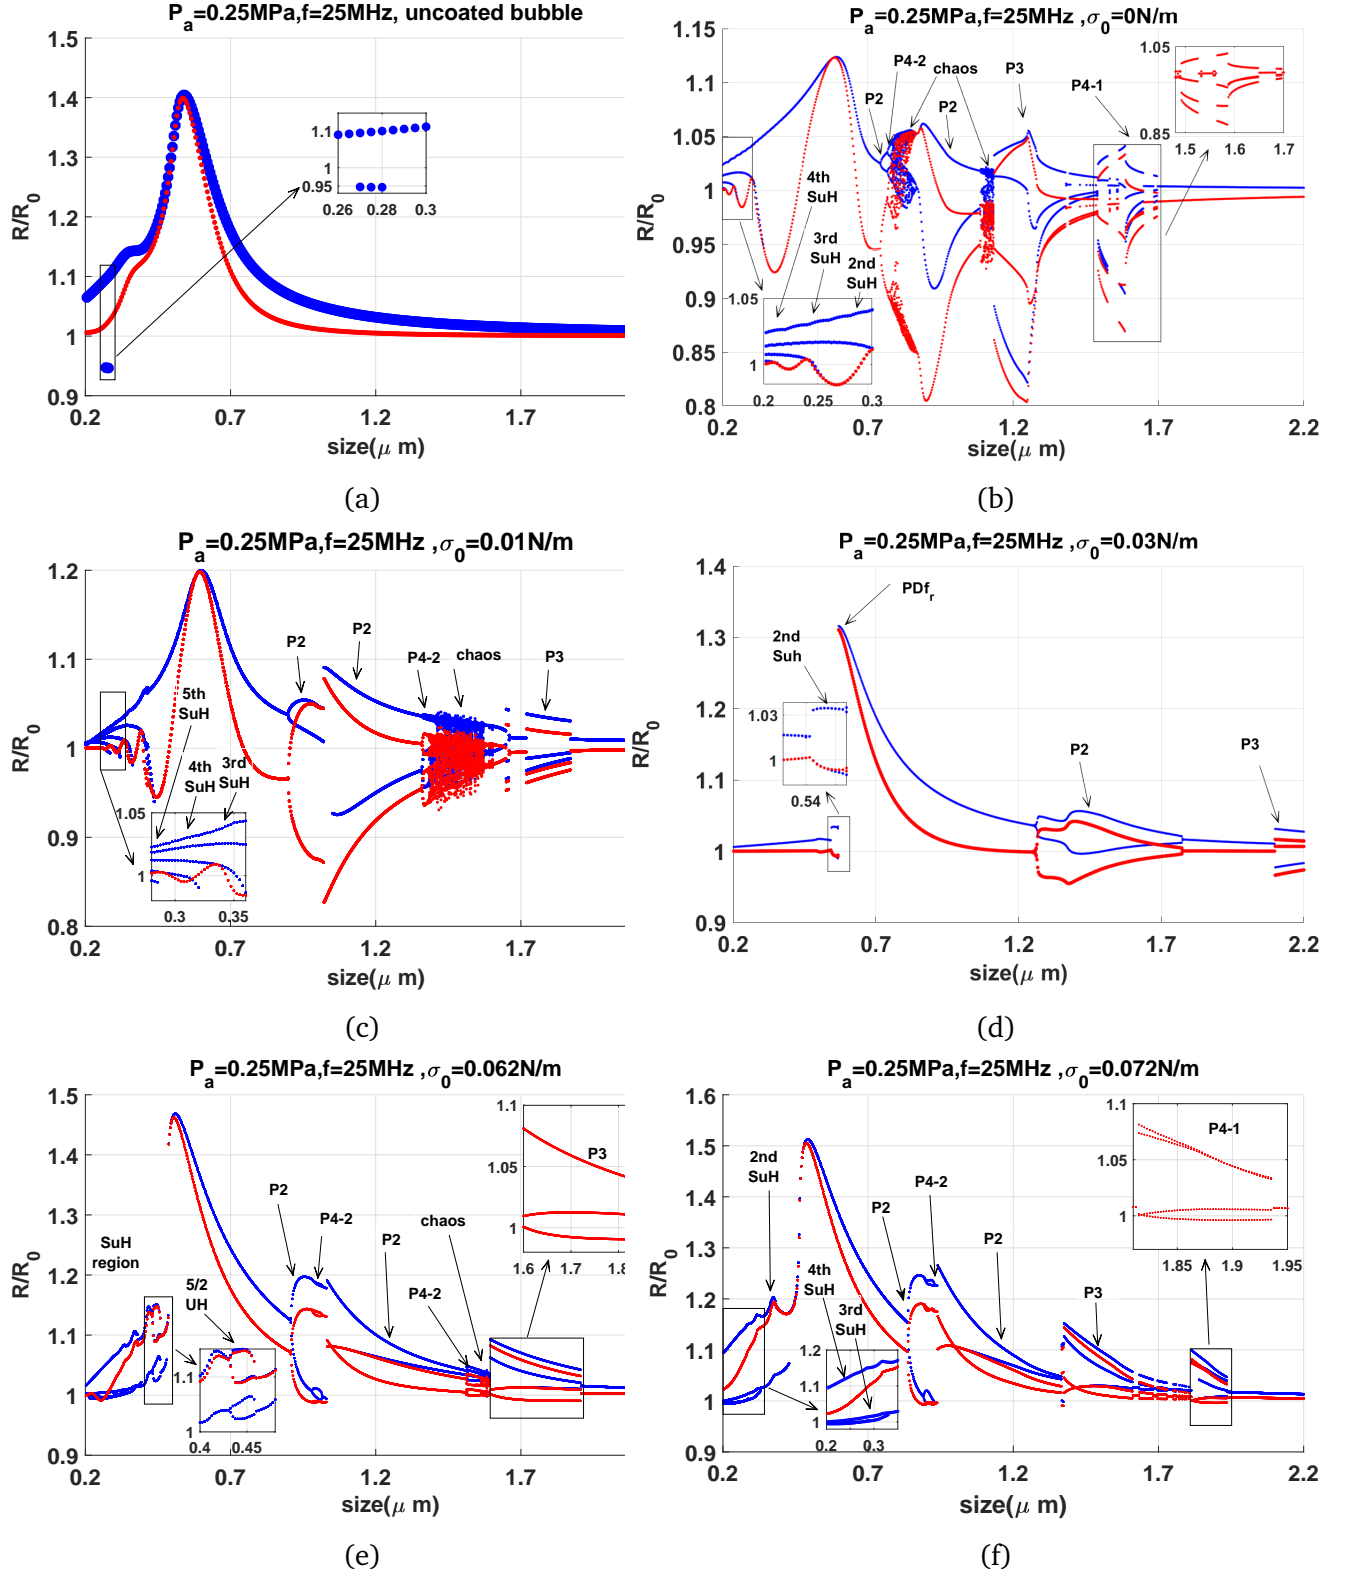 P_a=0.25MPa,f=25MHz, uncoated bubble
1.5
1.4
1.3
1.2
1.1
1
0.9
R/R_0
1.1
1
0.95
0.26 0.28 0.3
0.2 0.7 1.2 1.7
size(μ m)
(a)
P_a=0.25MPa,f=25MHz ,σ_0=0N/m
1.15
1.1
1.05
1
0.95
0.9
0.85
0.8
R/R_0
P4-2
chaos
P3
P2
P2
P4-1
1.05
0.85
1.5 1.6 1.7
4th
SuH
3rd
SuH
2nd
SuH
1.05
1
0.2 0.25 0.3
0.2 0.7 1.2 1.7 2.2
size(μ m)
(b)
P_a=0.25MPa,f=25MHz ,σ_0=0.01N/m
1.2
1.1
1
0.9
0.8
R/R_0
P2
P2
P4-2
chaos
P3
5th
SuH
4th
SuH
3rd
SuH
1.05
1
0.3 0.35
0.2 0.7 1.2 1.7
size(μ m)
(c)
P_a=0.25MPa,f=25MHz ,σ_0=0.03N/m
1.4
1.3
1.2
1.1
1
0.9
R/R_0
PDf_r
2nd
Suh
1.03
1
0.54
P2
P3
0.2 0.7 1.2 1.7 2.2
size(μ m)
(d)
P_a=0.25MPa,f=25MHz ,σ_0=0.062N/m
1.5
1.4
1.3
1.2
1.1
1
0.9
R/R_0
SuH
region
5/2
UH
1.1
1
0.4 0.45
P2
P4-2
P2
P4-2
chaos
1.1
1.05
1
P3
1.6 1.7 1.8
0.2 0.7 1.2 1.7
size(μ m)
(e)
P_a=0.25MPa,f=25MHz ,σ_0=0.072N/m
1.6
1.5
1.4
1.3
1.2
1.1
1
0.9
R/R_0
2nd
SuH
4th
SuH
3rd
SuH
1.2
1.1
1
0.2 0.3
P2
P4-2
P2
P3
1.1
1.05
1
P4-1
1.85 1.9 1.95
0.2 0.7 1.2 1.7 2.2
size(μ m)
(f)